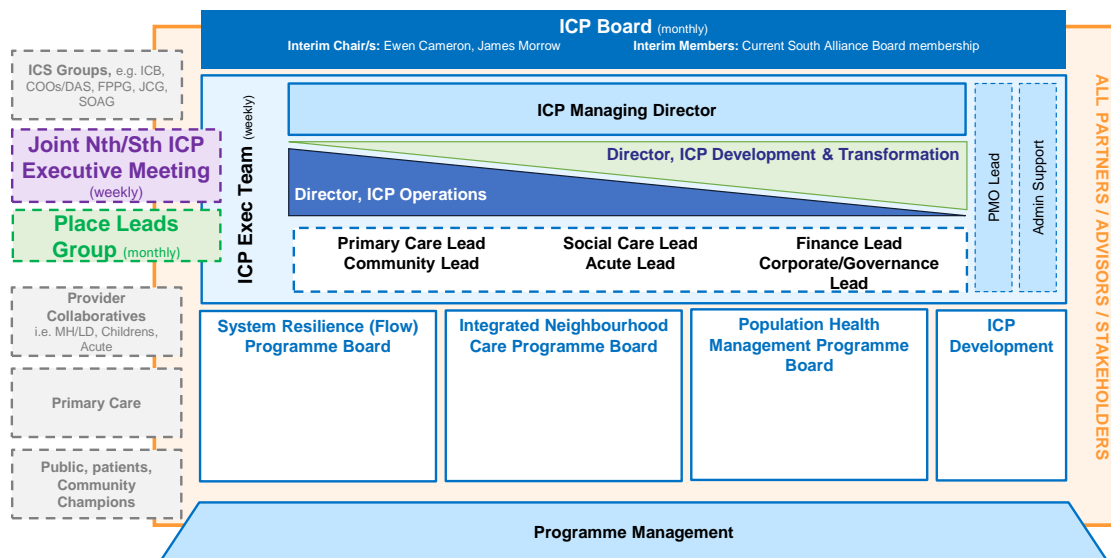 ICP Board (monthly)
Interim Chair/s: Ewen Cameron, James Morrow
Interim Members: Current South Alliance Board membership
ICS Groups, e.g. ICB,
COOs/DAS, FPPG, JCG,
SOAG
Joint Nth/Sth ICP
Executive Meeting
(weekly)
Place Leads
Group (monthly)
Provider
Collaboratives
i.e. MH/LD, Childrens,
Acute
Primary Care
Public, patients,
Community
Champions
ICP Exec Team (weekly)
ICP Managing Director
Director, ICP Development & Transformation
Director, ICP Operations
Primary Care Lead
Community Lead
Social Care Lead
Acute Lead
Finance Lead
Corporate/Governance
Lead
PMO Lead
Admin Support
System Resilience (Flow)
Programme Board
Integrated Neighbourhood
Care Programme Board
Population Health
Management Programme
Board
ICP
Development
Programme Management
ALL PARTNERS / ADVISORS / STAKEHOLDERS